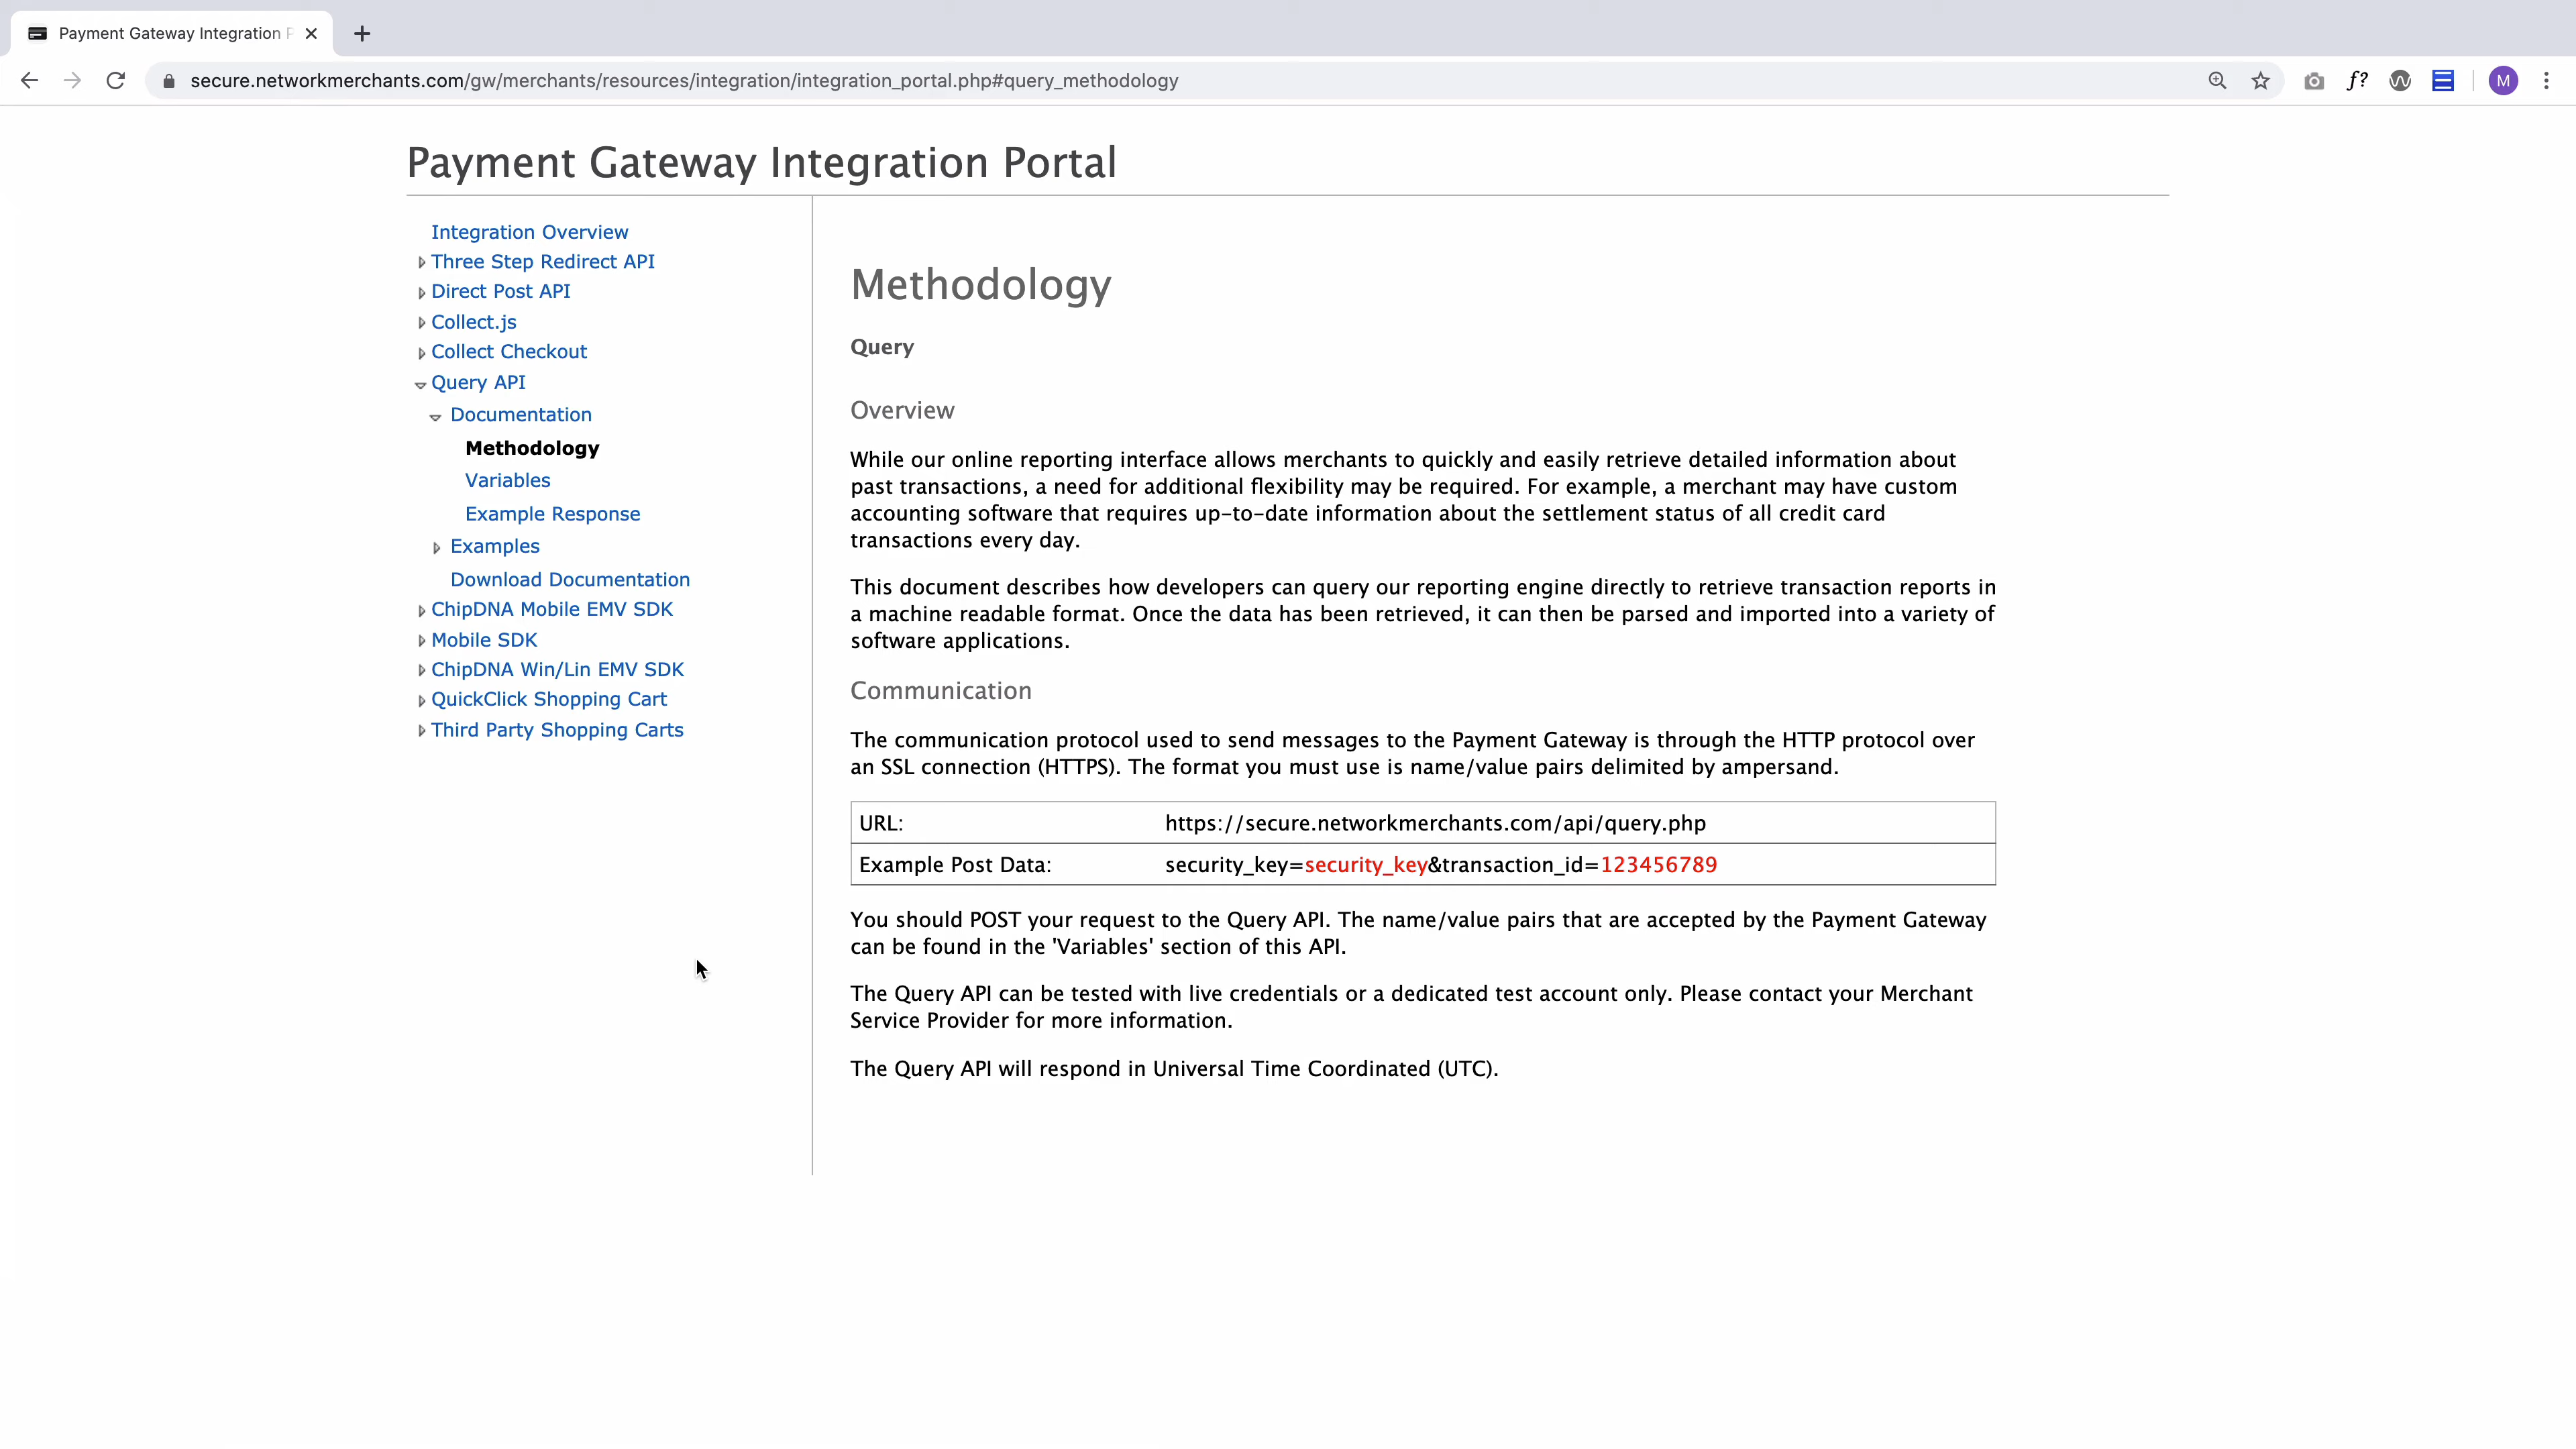 Payment Gateway Integration P
secure.networkmerchants.com/gw/merchants/resources/integration/integration_portal.php#query_methodology
f?
M
Payment Gateway Integration Portal
Integration Overview
Three Step Redirect API
Direct Post API
Collect.js
Collect Checkout
Query API
Documentation
Methodology
Variables
Example Response
Examples
Download Documentation
ChipDNA Mobile EMV SDK
Mobile SDK
ChipDNA Win/Lin EMV SDK
QuickClick Shopping Cart
Third Party Shopping Carts
Methodology
Query
Overview
While our online reporting interface allows merchants to quickly and easily retrieve detailed information about
past transactions, a need for additional flexibility may be required. For example, a merchant may have custom
accounting software that requires up-to-date information about the settlement status of all credit card
transactions every day.
This document describes how developers can query our reporting engine directly to retrieve transaction reports in
a machine readable format. Once the data has been retrieved, it can then be parsed and imported into a variety of
software applications.
Communication
The communication protocol used to send messages to the Payment Gateway is through the HTTP protocol over
an SSL connection (HTTPS). The format you must use is name/value pairs delimited by ampersand.
URL: https://secure.networkmerchants.com/api/query.php
Example Post Data: security_key=security_key&transaction_id=123456789
You should POST your request to the Query API. The name/value pairs that are accepted by the Payment Gateway
can be found in the 'Variables' section of this API.
The Query API can be tested with live credentials or a dedicated test account only. Please contact your Merchant
Service Provider for more information.
The Query API will respond in Universal Time Coordinated (UTC).